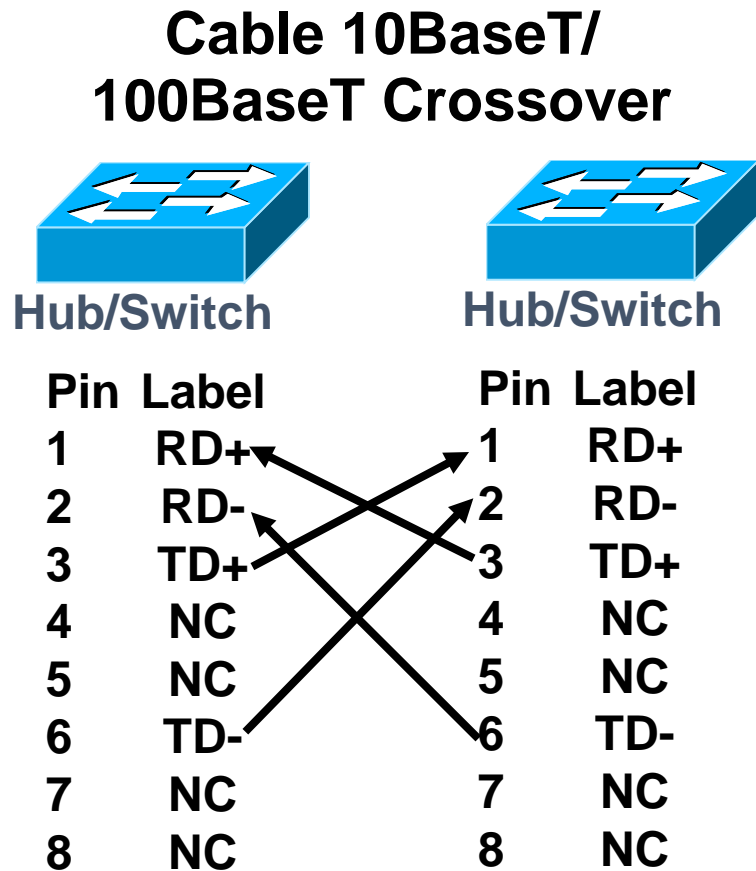 Cable 10BaseT/
100BaseT Crossover
Hub/Switch Hub/Switch
Pin Label Pin Label
1 RD+ 1 RD+
2 RD- 2 RD-
3 TD+ 3 TD+
4 NC 4 NC
5 NC 5 NC
6 TD- 6 TD-
7 NC 7 NC
8 NC 8 NC